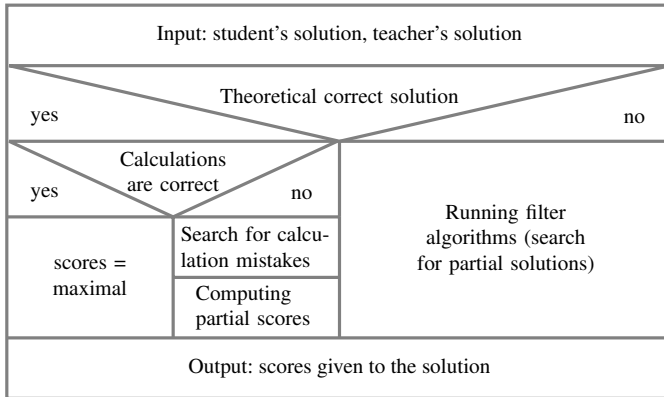 Input: student's solution, teacher's solution
Theoretical correct solution
yes
no
Calculations
are correct
yes
no
scores =
maximal
Search for calcu-
lation mistakes
Computing
partial scores
Running filter
algorithms (search
for partial solutions)
Output: scores given to the solution